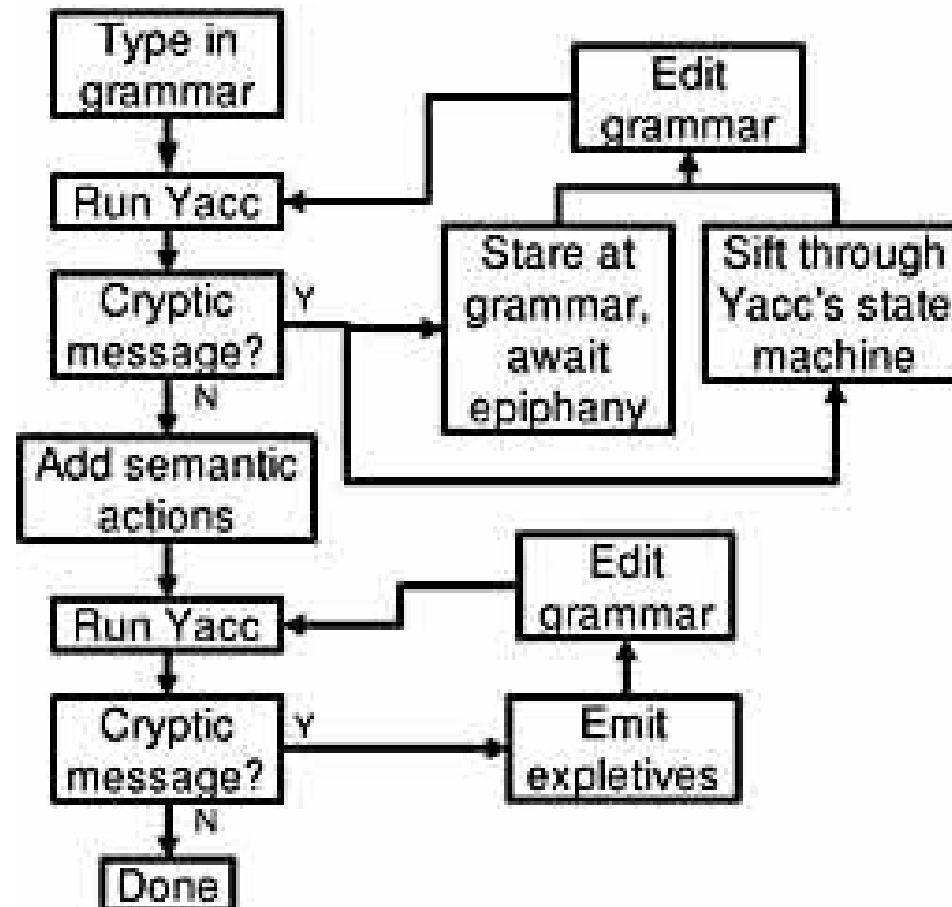 Type in
grammar
Edit
grammar
Run Yacc
Stare at
grammar,
await
epiphany
Sift through
Yacc's state
machine
Cryptic
message?
Y
N
Add semantic
actions
Edit
grammar
Run Yacc
Cryptic
message?
Y
Emit
expletives
N
Done